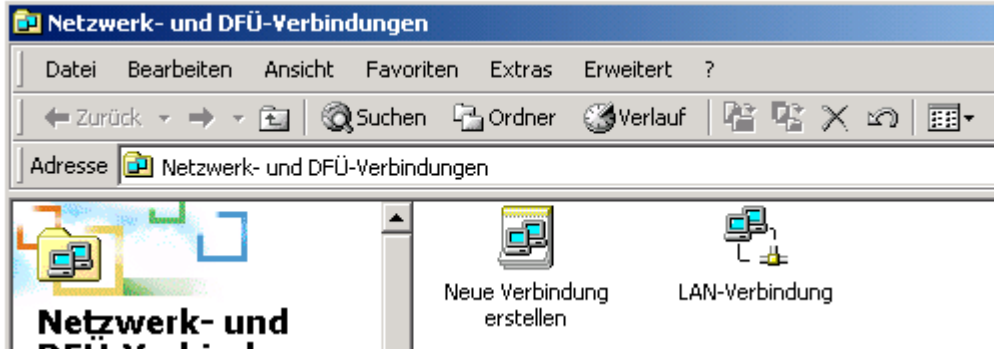 Netzwerk- und DFÜ-Verbindungen
Datei Bearbeiten Ansicht Favoriten Extras Erweitert ?
Zurück Suchen Ordner Verlauf
Adresse Netzwerk- und DFÜ-Verbindungen
Neue Verbindung erstellen
LAN-Verbindung
Netzwerk- und